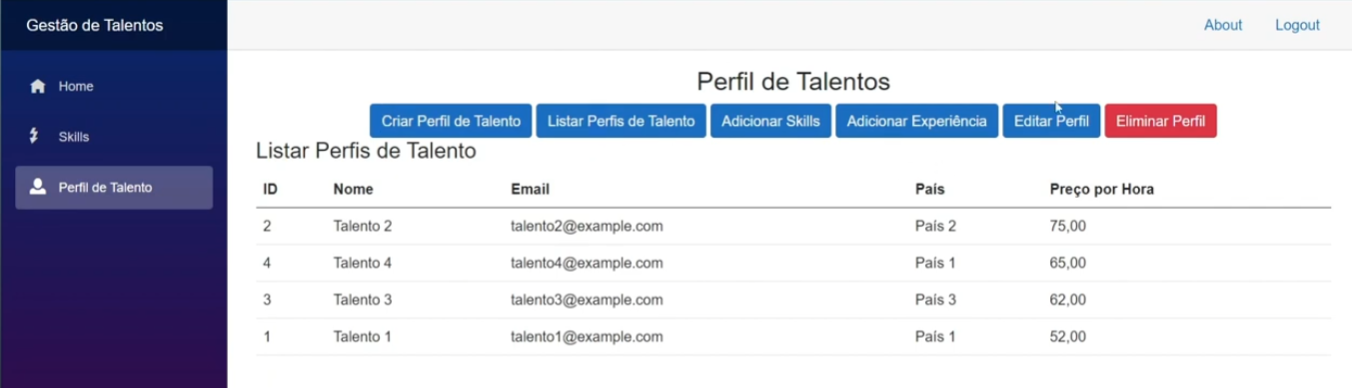 Gestão de Talentos
About Logout
Home
Skills
Perfil de Talento
Perfil de Talentos
Criar Perfil de Talento Listar Perfis de Talento Adicionar Skills Adicionar Experiência Editar Perfil Eliminar Perfil
Listar Perfis de Talento
ID Nome Email País Preço por Hora
2 Talento 2 talento2@example.com País 2 75,00
4 Talento 4 talento4@example.com País 1 65,00
3 Talento 3 talento3@example.com País 3 62,00
1 Talento 1 talento1@example.com País 1 52,00